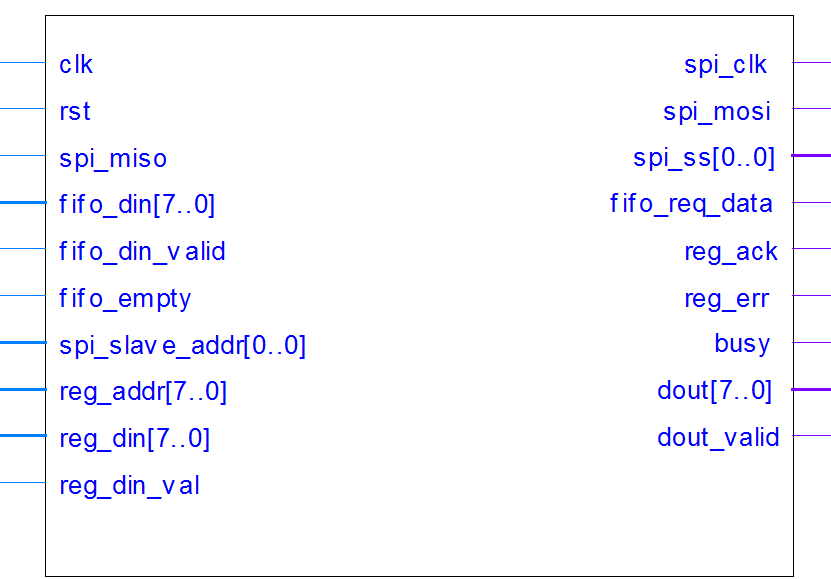 clk
rst
spi_miso
fifo_din[7..0]
fifo_din_valid
fifo_empty
spi_slave_addr[0..0]
reg_addr[7..0]
reg_din[7..0]
reg_din_val
spi_clk
spi_mosi
spi_ss[0..0]
fifo_req_data
reg_ack
reg_err
busy
dout[7..0]
dout_valid